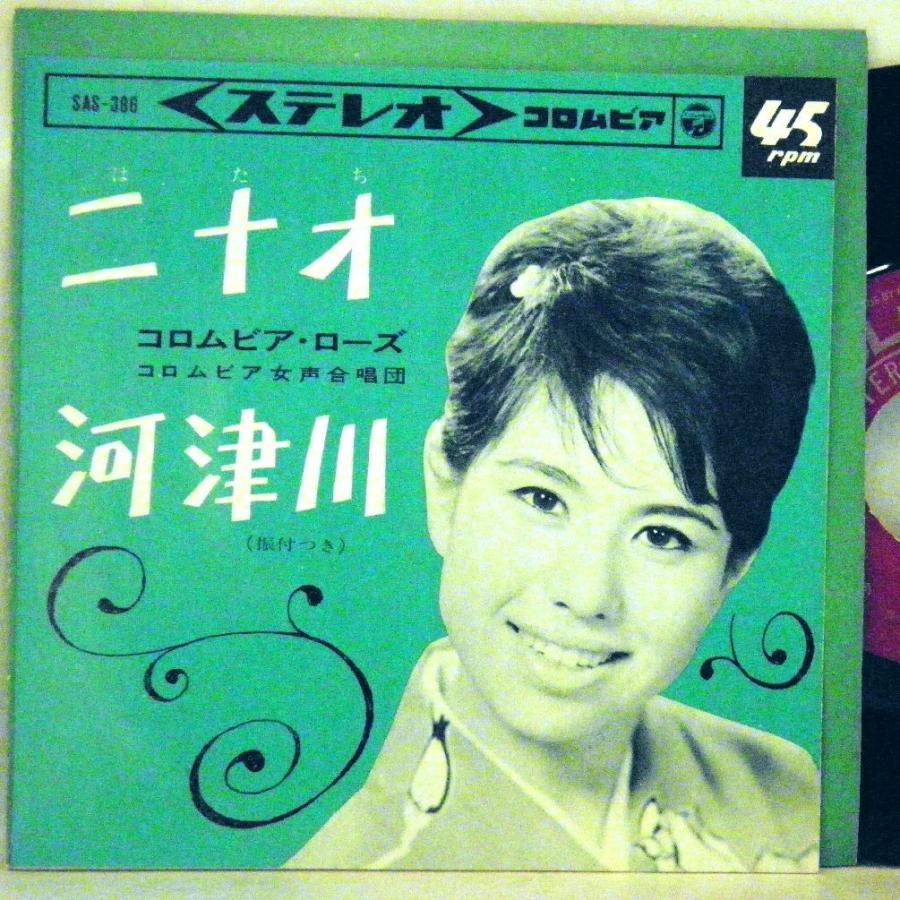 SAS-386 ステレオ コロムビア
45 rpm
はたち
二十才
コロムビア・ローズ
コロムビア女声合唱団
河津川
(振付つき)